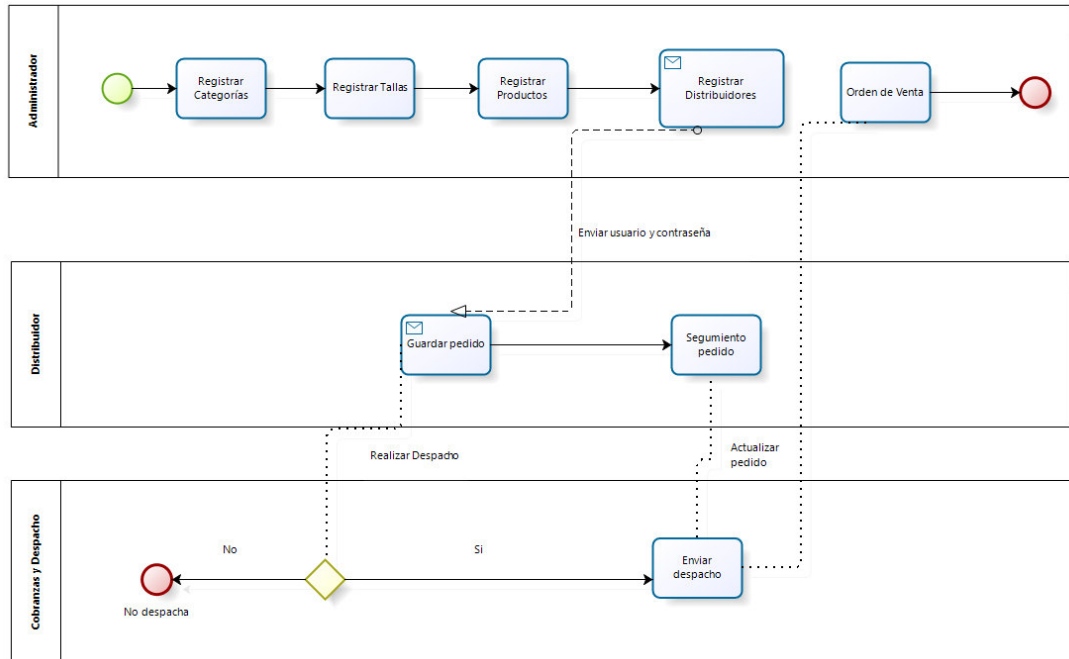 Administrador
Registrar
Categorías
Registrar Tallas
Registrar
Productos
Registrar
Distribuidores
Orden de Venta
Enviar usuario y contraseña
Distribuidor
Guardar pedido
Segumiento
pedido
Realizar Despacho
Actualizar
pedido
Cobranzas y Despacho
No
Si
Enviar
despacho
No despacha